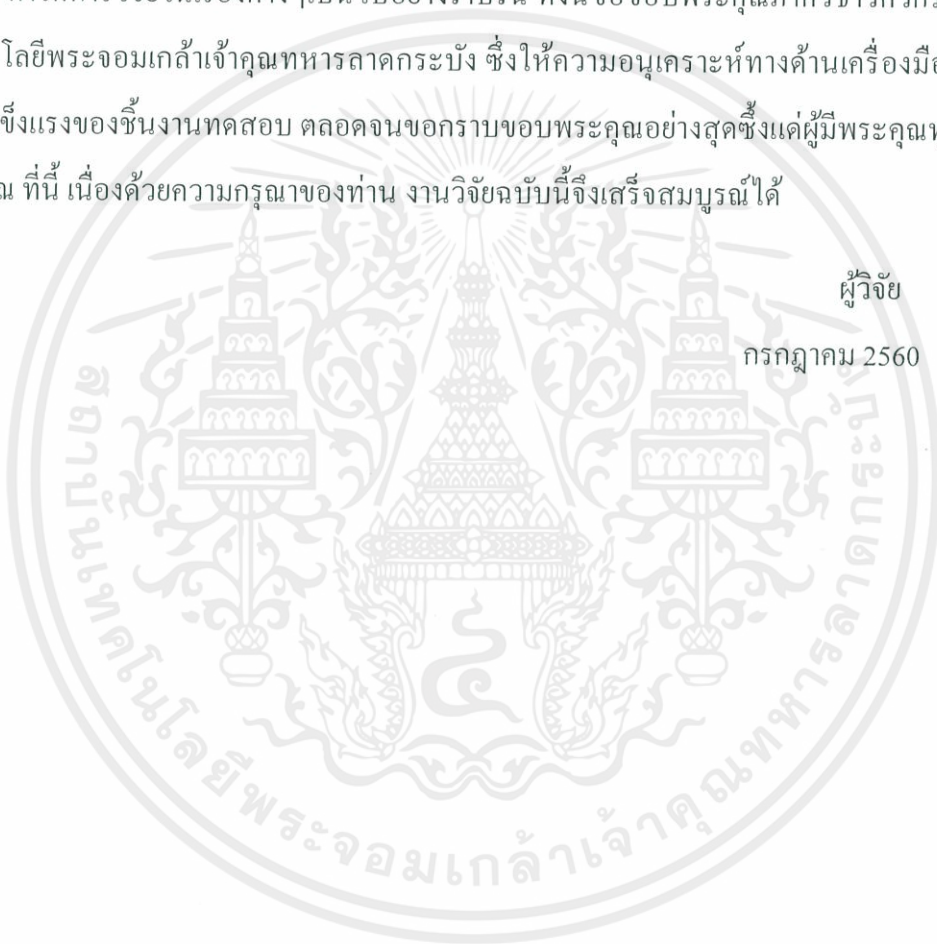 โลยีพระจอมเกล้าเจ้าคุณทหารลาดกระบัง ซึ่งให้ความอนุเคราะห์ทางด้านเครื่องมือ
ข็งแรงของชิ้นงานทดสอบ ตลอดจนขอกราบขอบพระคุณอย่างสุดซึ้งแด่ผู้มีพระคุณ
ณ ที่นี้ เนื่องด้วยความกรุณาของท่าน งานวิจัยฉบับนี้จึงเสร็จสมบูรณ์ได้
ผู้วิจัย
กรกฎาคม 2560
สถาบันเทคโนโลยีพระจอมเกล้าเจ้าคุณทหารลาดกระบัง
๔